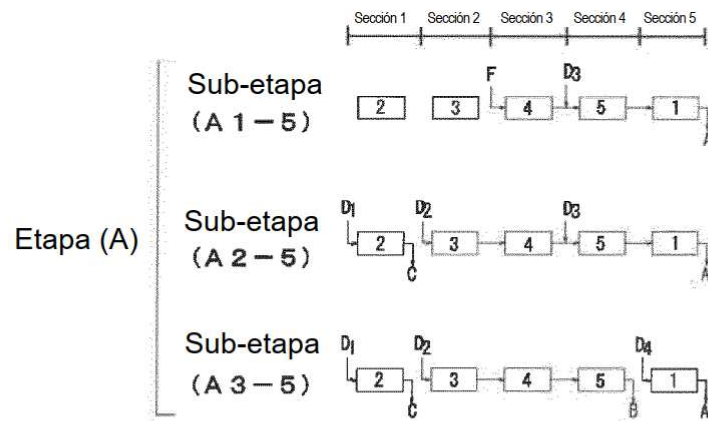 Sección 1 Sección 2 Sección 3 Sección 4 Sección 5
F D3
Sub-etapa
(A 1-5)
2 3 4 5 1
A
D1 D2 D3
Etapa (A)
Sub-etapa
(A 2-5)
2 3 4 5 1
C A
D1 D2 D4
Sub-etapa
(A 3-5)
2 3 4 5 1
C B A